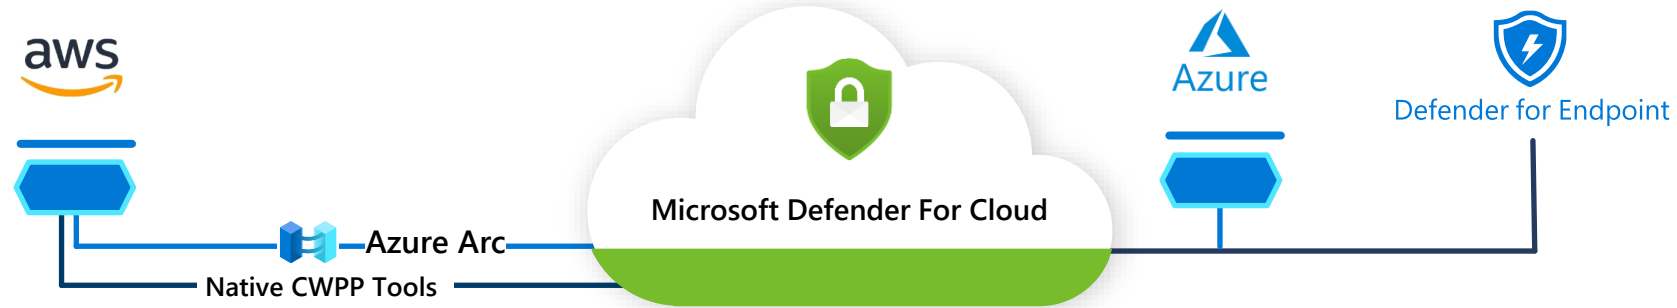 aws
Azure Arc
Native CWPP Tools
Microsoft Defender For Cloud
Azure
Defender for Endpoint